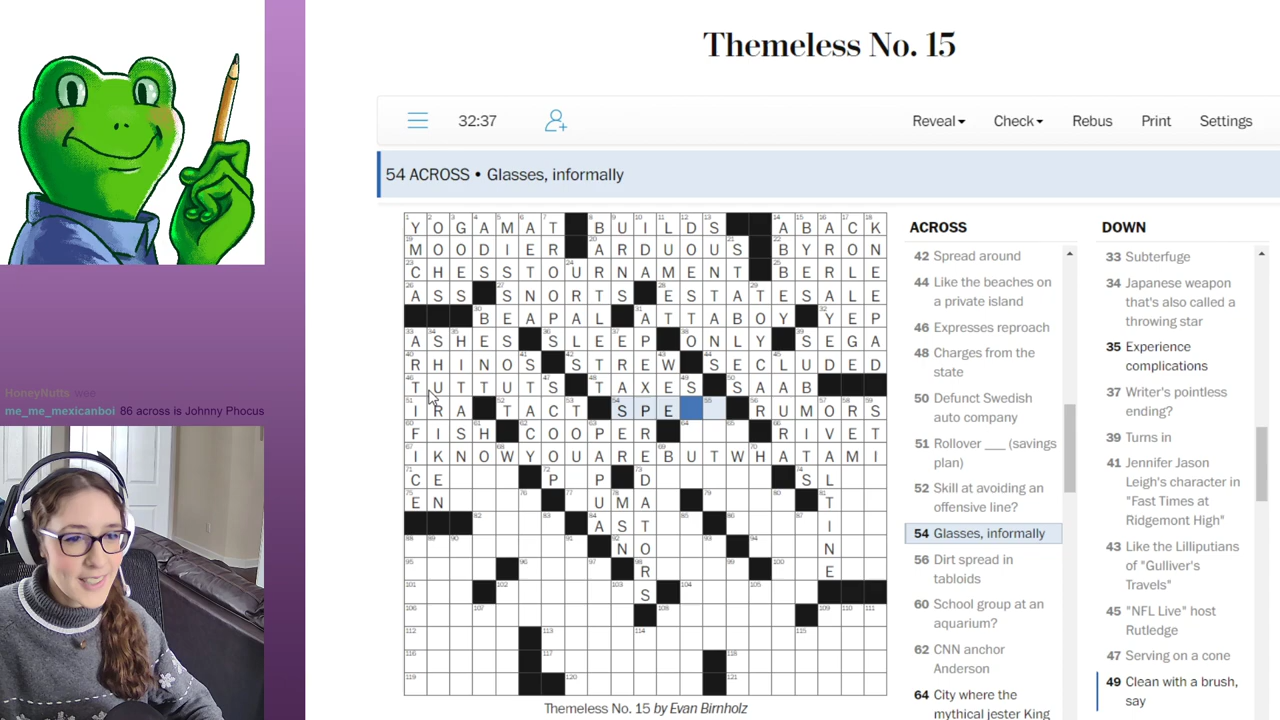 Themeless No. 15
32:37
Reveal
Check
Rebus
Print
Settings
54 ACROSS • Glasses, informally
ACROSS
42 Spread around
44 Like the beaches on
a private island
46 Expresses reproach
48 Charges from the
state
50 Defunct Swedish
auto company
51 Rollover ___ (savings
plan)
52 Skill at avoiding an
offensive line?
54 Glasses, informally
56 Dirt spread in
tabloids
60 School group at an
aquarium?
62 CNN anchor
Anderson
64 City where the
mythical jester King
DOWN
33 Subterfuge
34 Japanese weapon
that's also called a
throwing star
35 Experience
complications
37 Writer's pointless
ending?
39 Turns in
41 Jennifer Jason
Leigh's character in
"Fast Times at
Ridgemont High"
43 Like the Lilliputians
of "Gulliver's
Travels"
45 "NFL Live" host
Rutledge
47 Serving on a cone
49 Clean with a brush,
say
YOGAMAT BUILDS ABACK
MOODIER ARDUOUS BYRON
CHESSTOURNAMENT BERLE
ASS SNORTS ESTATESALE
BEAPAL ATTABOY YEP
ASHES SLEEP ONLY SEGA
RHINOS STREW SECLUDED
TUTTUTS TAXES SAAB
IRA TACT SPE RUMORS
FISH COOPER RIVET
IKNOWYOUAREBUTWHATAMI
CE P P D SL
EN UMA T T
AST T I
N O N
R E
S
Themeless No. 15 by Evan Birnholz
HoneyNutts wee
me_me_mexicanboi 86 across is Johnny Phocus